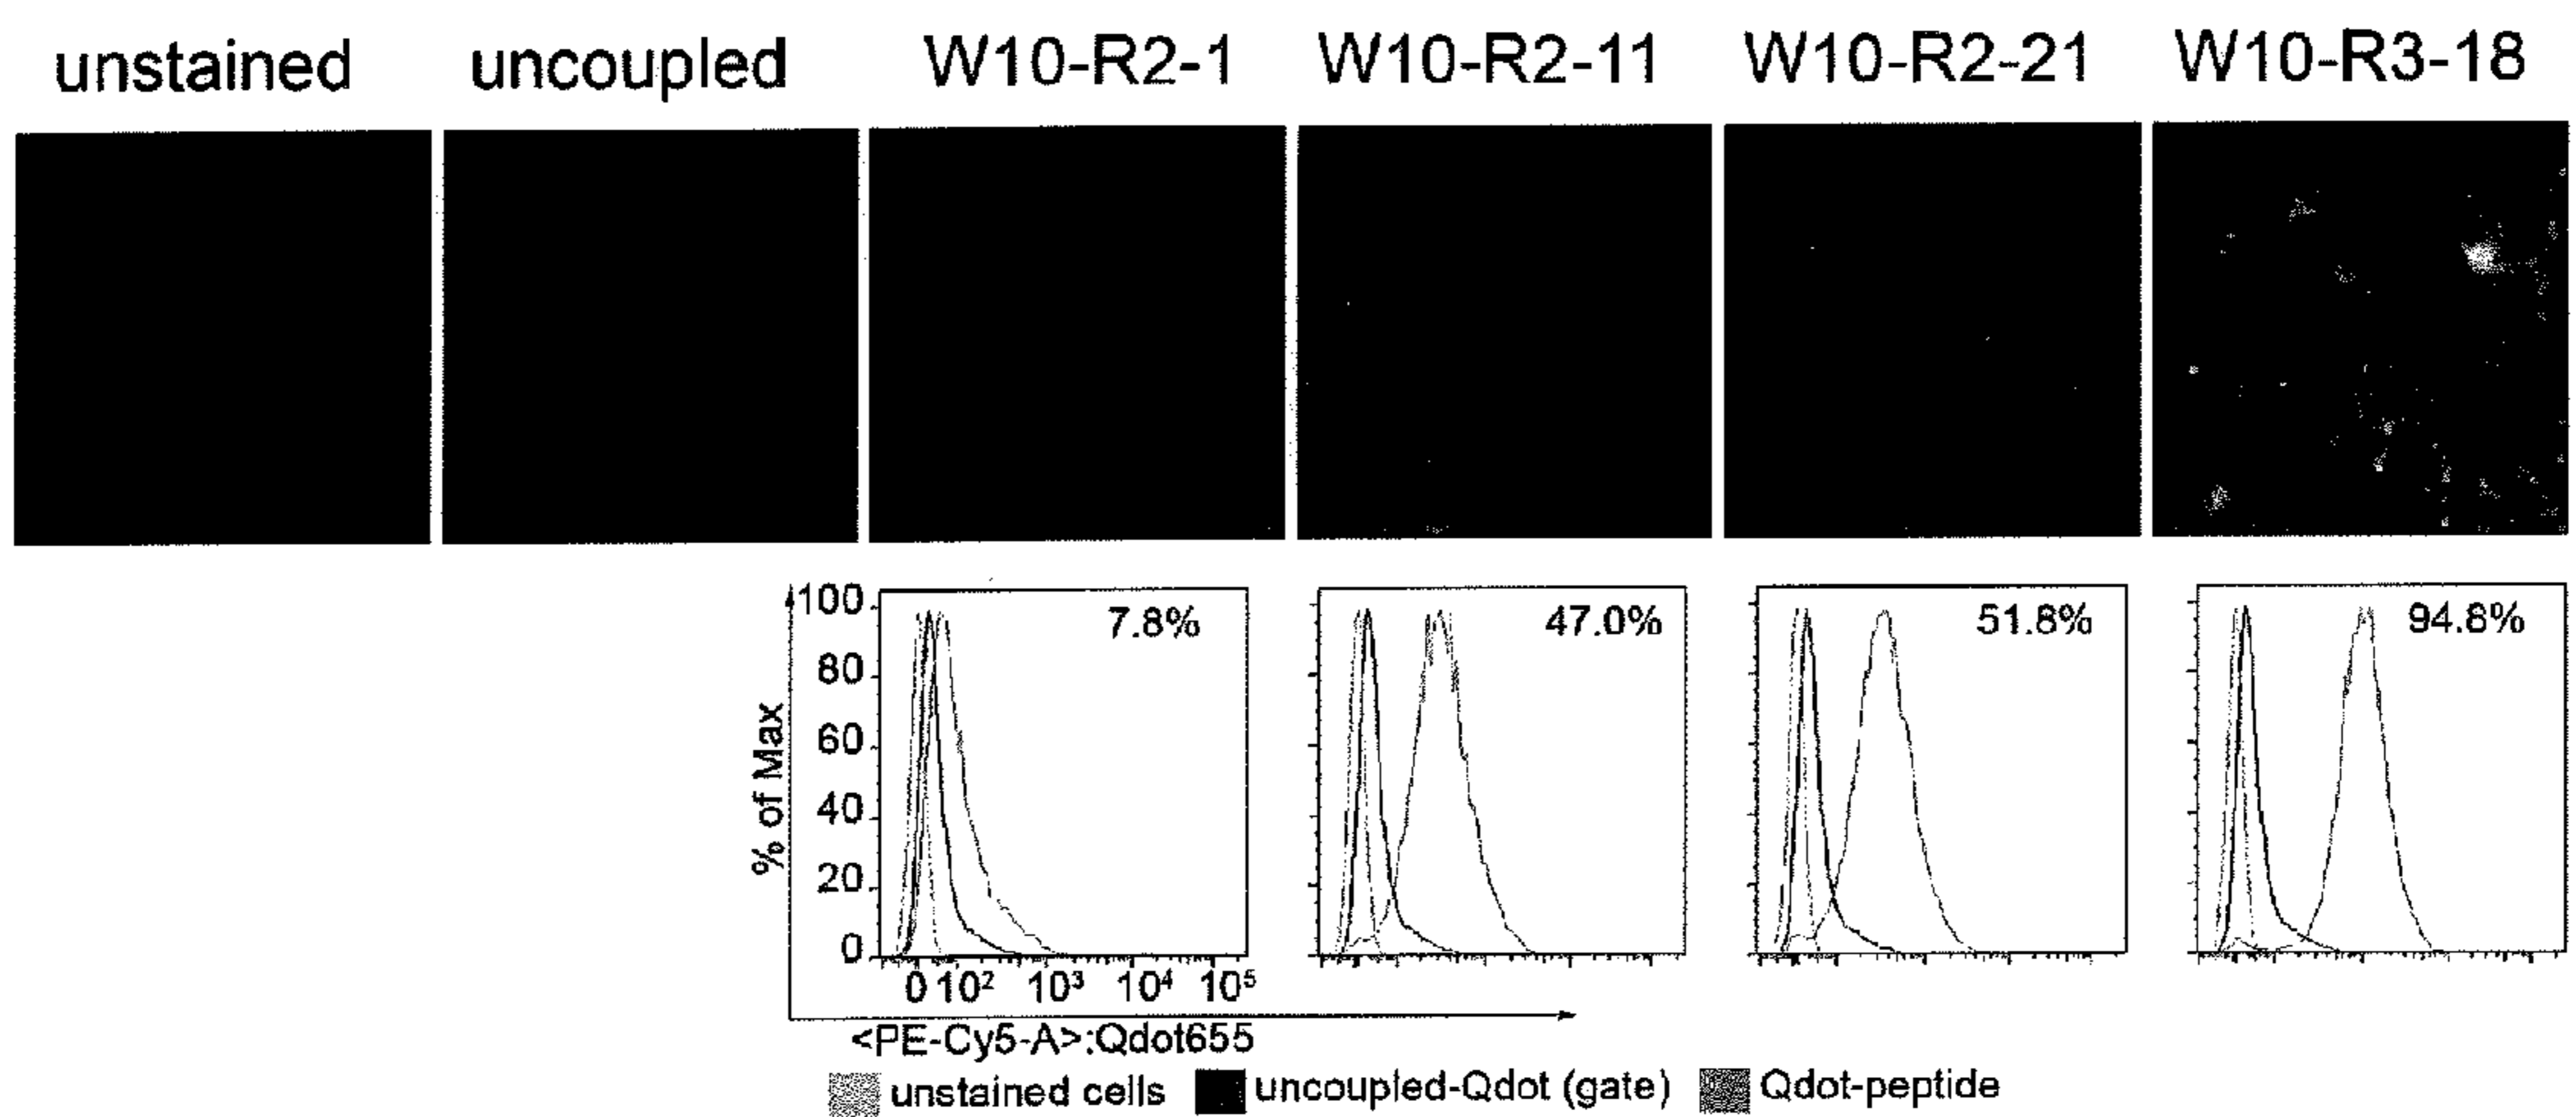 unstained uncoupled W10-R2-1 W10-R2-11 W10-R2-21 W10-R3-18
100 7.8% 47.0% 51.8% 94.8%
80
60
40
20
0
% of Max
0 10² 10³ 10⁴ 10⁵
<PE-Cy5-A>:Qdot655
unstained cells uncoupled-Qdot (gate) Qdot-peptide